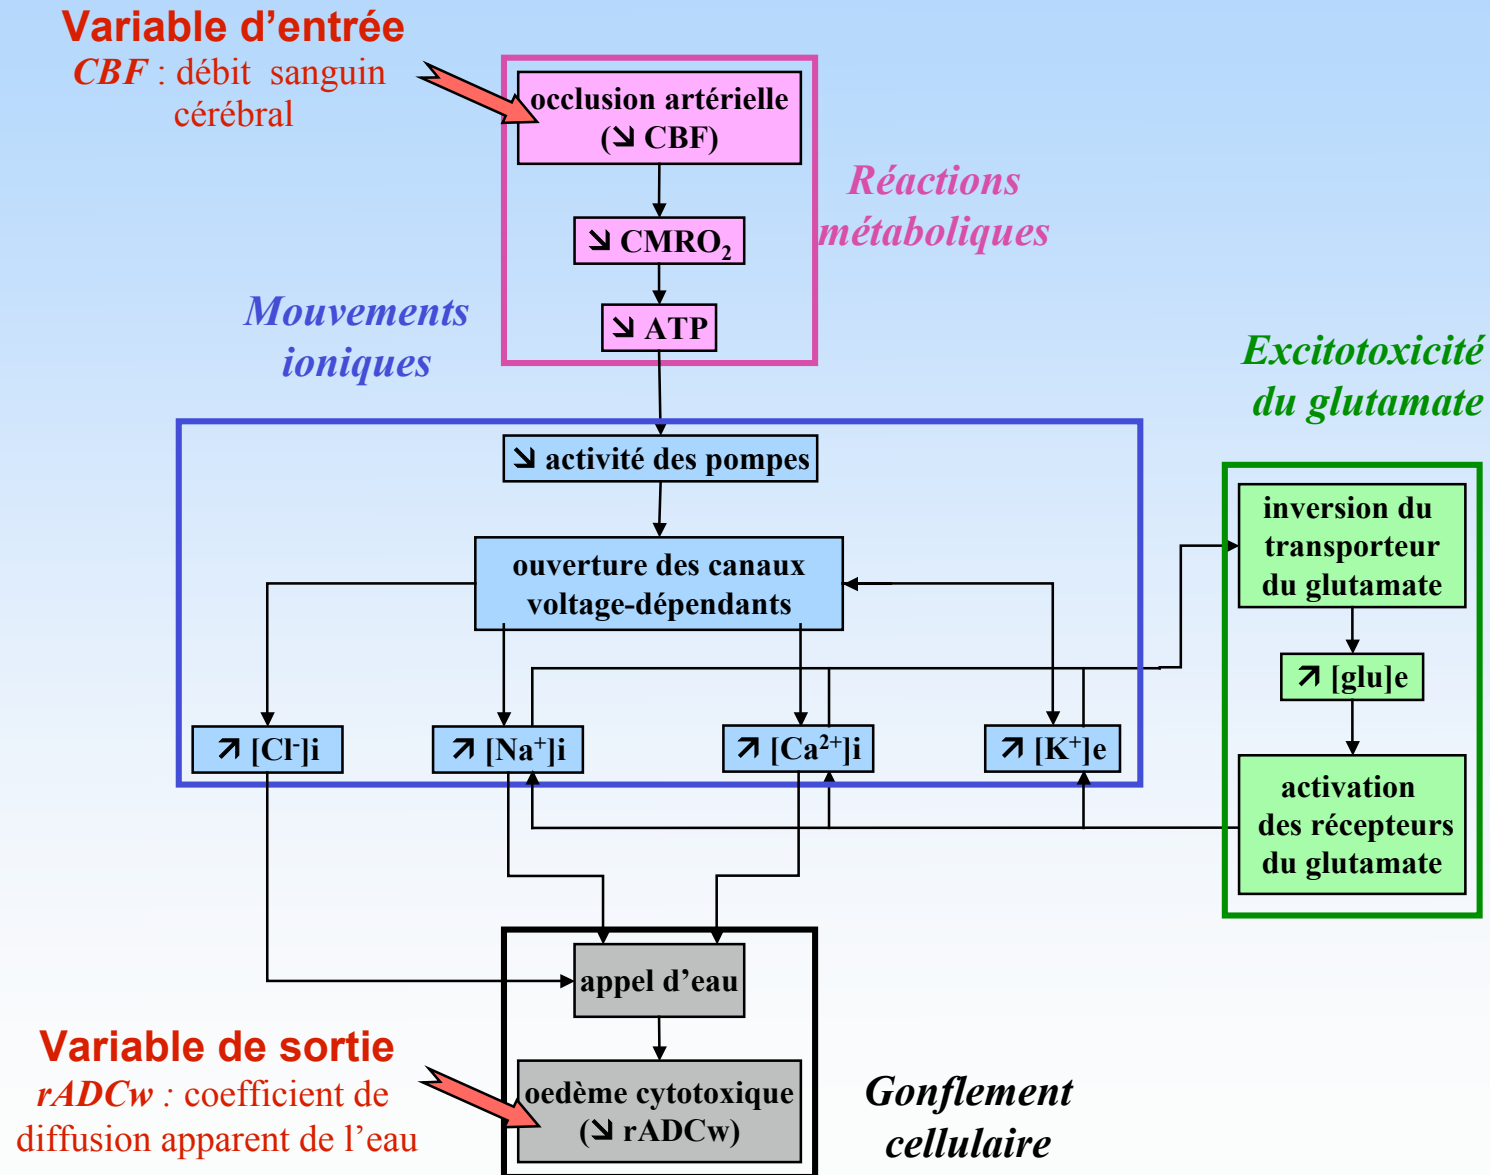 Variable d’entrée
CBF : débit sanguin
cérébral
occlusion artérielle
(↘ CBF)
Réactions
métaboliques
↘ CMRO₂
↘ ATP
Mouvements
ioniques
Excitotoxicité
du glutamate
↘ activité des pompes
ouverture des canaux
voltage-dépendants
inversion du
transporteur
du glutamate
↗ [glu]e
↗ [Cl⁻]i
↗ [Na⁺]i
↗ [Ca²⁺]i
↗ [K⁺]e
activation
des récepteurs
du glutamate
appel d’eau
Variable de sortie
rADCw : coefficient de
diffusion apparent de l’eau
oedème cytotoxique
(↘ rADCw)
Gonflement
cellulaire